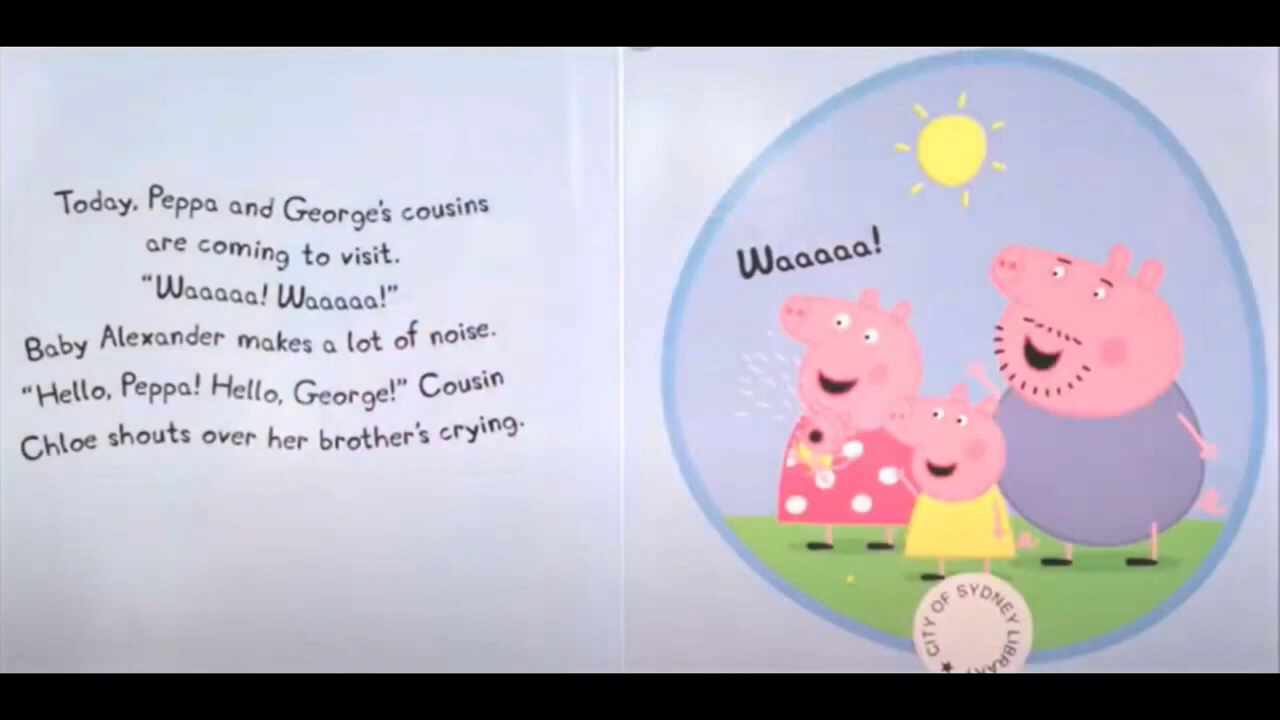 Today, Peppa and George's cousins
are coming to visit.
"Waaaaa! Waaaaa!"
Baby Alexander makes a lot of noise.
"Hello, Peppa! Hello, George!" Cousin
Chloe shouts over her brother's crying.
Waaaaa!
CITY OF SYDNEY LIBRARY